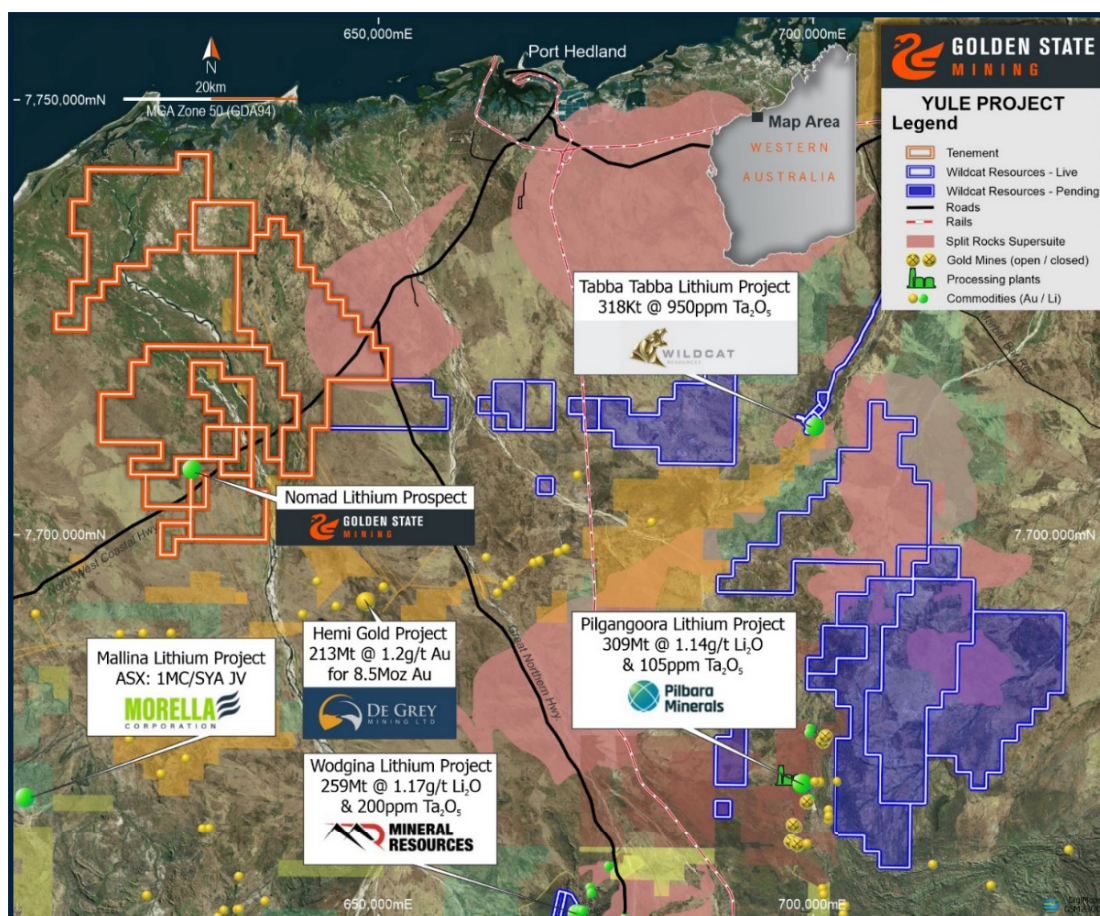 650,000mE
700,000mE
Port Hedland
N
20km
7,750,000mN
MGA Zone 50 (GDA94)
GOLDEN STATE
MINING
YULE PROJECT
Legend
Tenement
Wildcat Resources - Live
Wildcat Resources - Pending
Roads
Rails
Split Rocks Supersuite
Gold Mines (open / closed)
Processing plants
Commodities (Au / Li)
Map Area
WESTERN
AUSTRALIA
Tabba Tabba Lithium Project
318Kt @ 950ppm Ta₂O₅
WILDCAT
RESOURCES
Nomad Lithium Prospect
GOLDEN STATE
MINING
North West Coastal Hwy
7,700,000mN
7,700,000mN
Great Northern Hwy.
Hemi Gold Project
213Mt @ 1.2g/t Au
for 8.5Moz Au
DE GREY
MINING LTD
Mallina Lithium Project
ASX: 1MC/SYA JV
MORELLA
CORPORATION
Pilgangoora Lithium Project
309Mt @ 1.14g/t Li₂O
& 105ppm Ta₂O₅
Pilbara
Minerals
Wodgina Lithium Project
259Mt @ 1.17g/t Li₂O
& 200ppm Ta₂O₅
MINERAL
RESOURCES
650,000mE
700,000mE